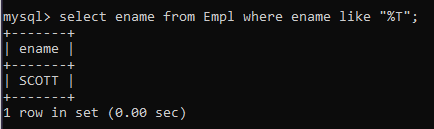 mysql> select ename from Empl where ename like "%T";
+-------+
| ename |
+-------+
| SCOTT |
+-------+
1 row in set (0.00 sec)